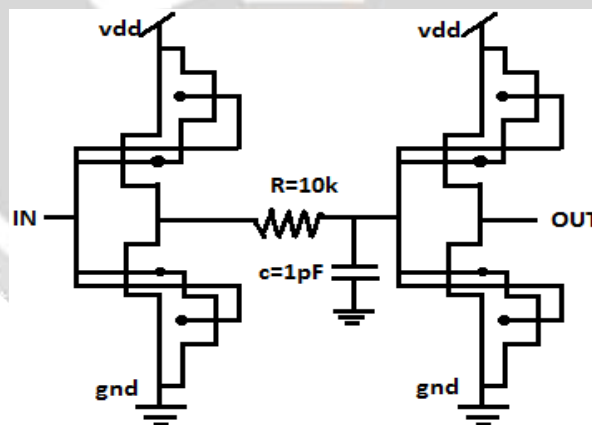 vdd
vdd
R=10k
IN
OUT
c=1pF
gnd
gnd